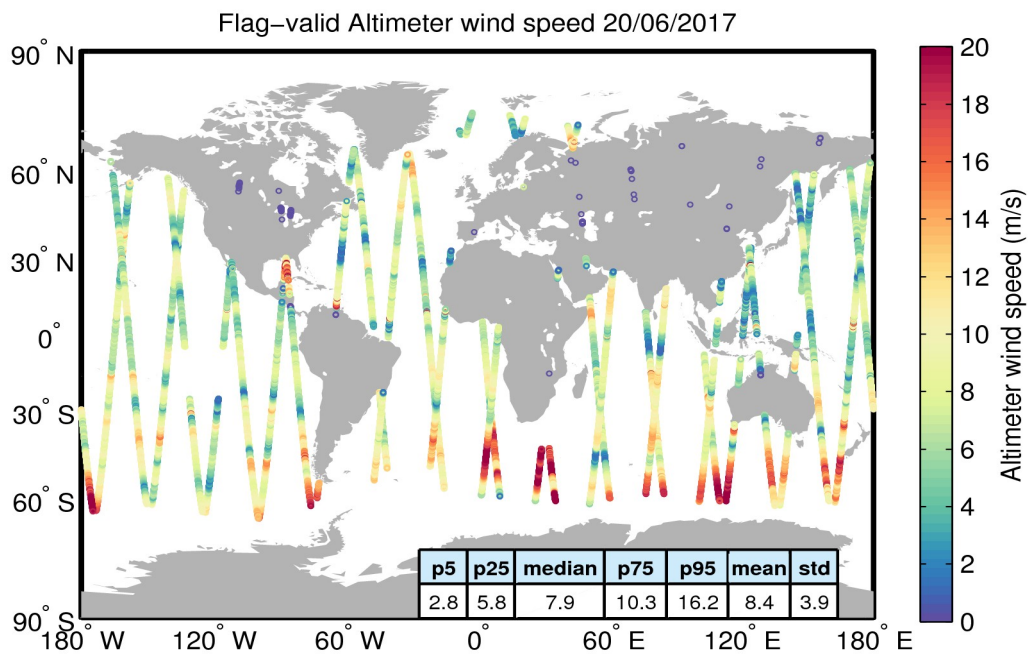 Flag−valid Altimeter wind speed 20/06/2017
90° N
60° N
30° N
0°
30° S
60° S
90° S
180° W
120° W
60° W
0°
60° E
120° E
180° E
p5 p25 median p75 p95 mean std
2.8 5.8 7.9 10.3 16.2 8.4 3.9
20
18
16
14
12
10
8
6
4
2
0
Altimeter wind speed (m/s)